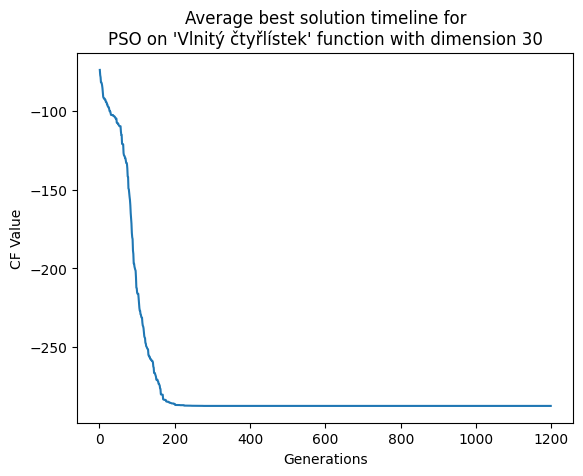 Average best solution timeline for
PSO on 'Vlnitý čtyřlístek' function with dimension 30
CF Value
−100
−150
−200
−250
0
200
400
600
800
1000
1200
Generations